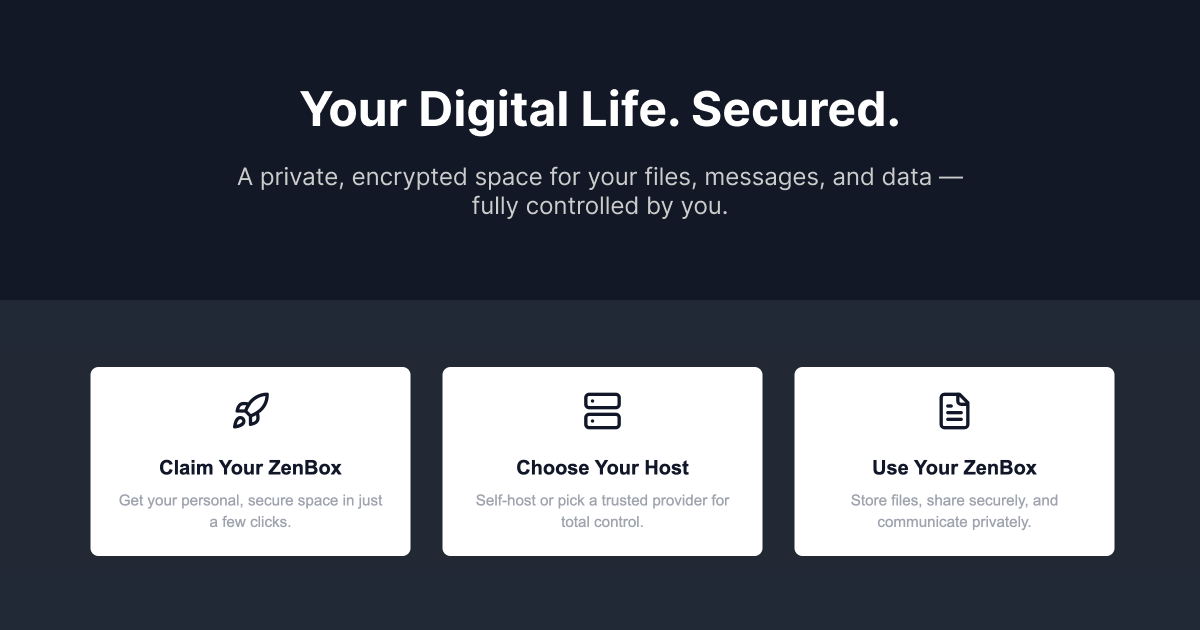 Your Digital Life. Secured.
A private, encrypted space for your files, messages, and data —
fully controlled by you.
Claim Your ZenBox
Get your personal, secure space in just
a few clicks.
Choose Your Host
Self-host or pick a trusted provider for
total control.
Use Your ZenBox
Store files, share securely, and
communicate privately.